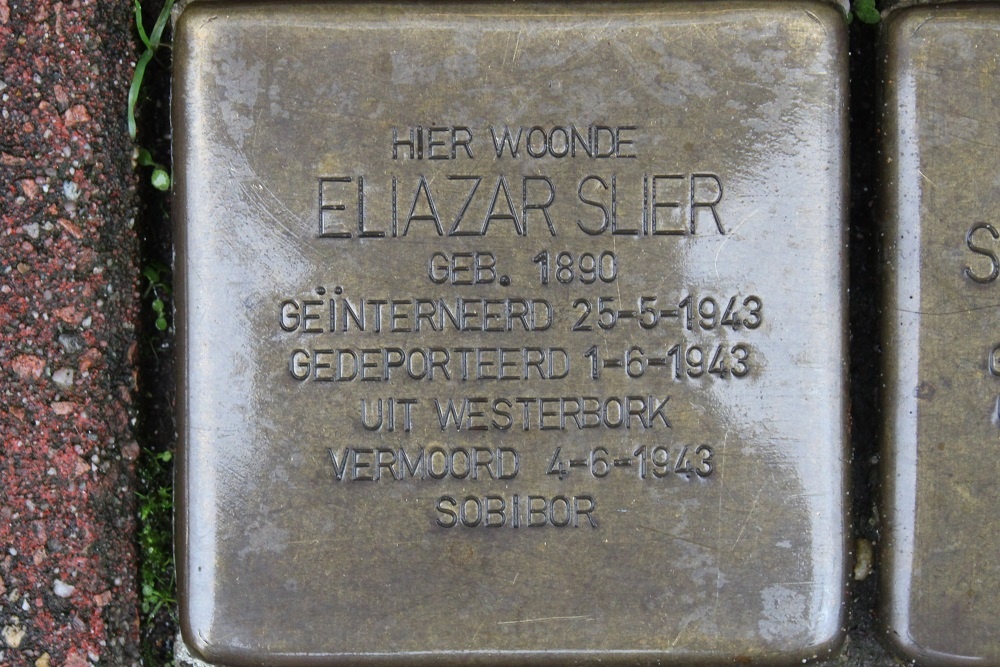 HIER WOONDE
ELIAZAR SLIER
GEB. 1890
GEÏNTERNEERD 25-5-1943
GEDEPORTEERD 1-6-1943
UIT WESTERBORK
VERMOORD 4-6-1943
SOBIBOR